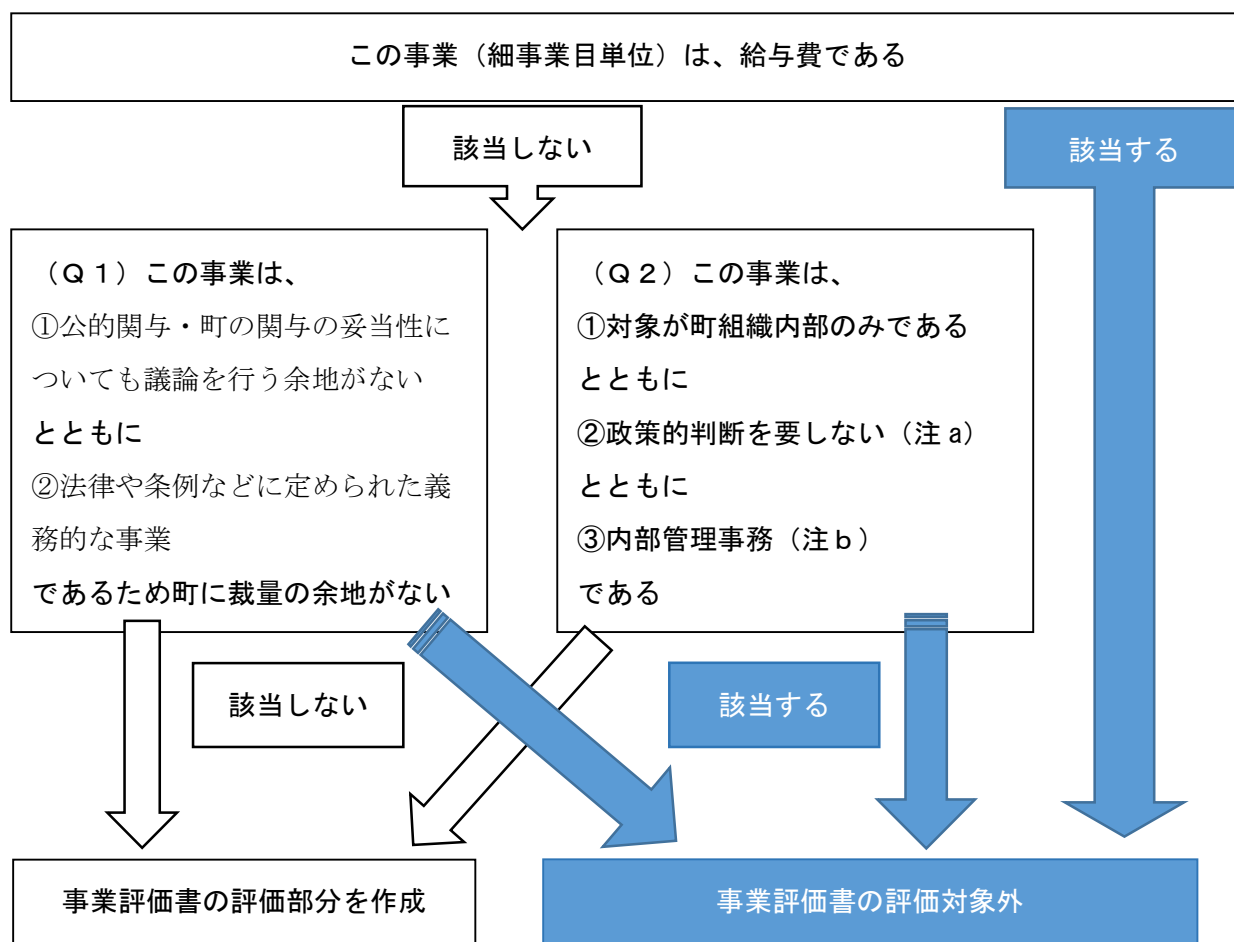 この事業（細事業目単位）は、給与費である
該当しない
該当する
（Ｑ１）この事業は、
①公的関与・町の関与の妥当性に
ついても議論を行う余地がない
とともに
②法律や条例などに定められた義
務的な事業
であるため町に裁量の余地がない
（Ｑ２）この事業は、
①対象が町組織内部のみである
とともに
②政策的判断を要しない（注 a）
とともに
③内部管理事務（注ｂ）
である
該当しない
該当する
事業評価書の評価部分を作成
事業評価書の評価対象外